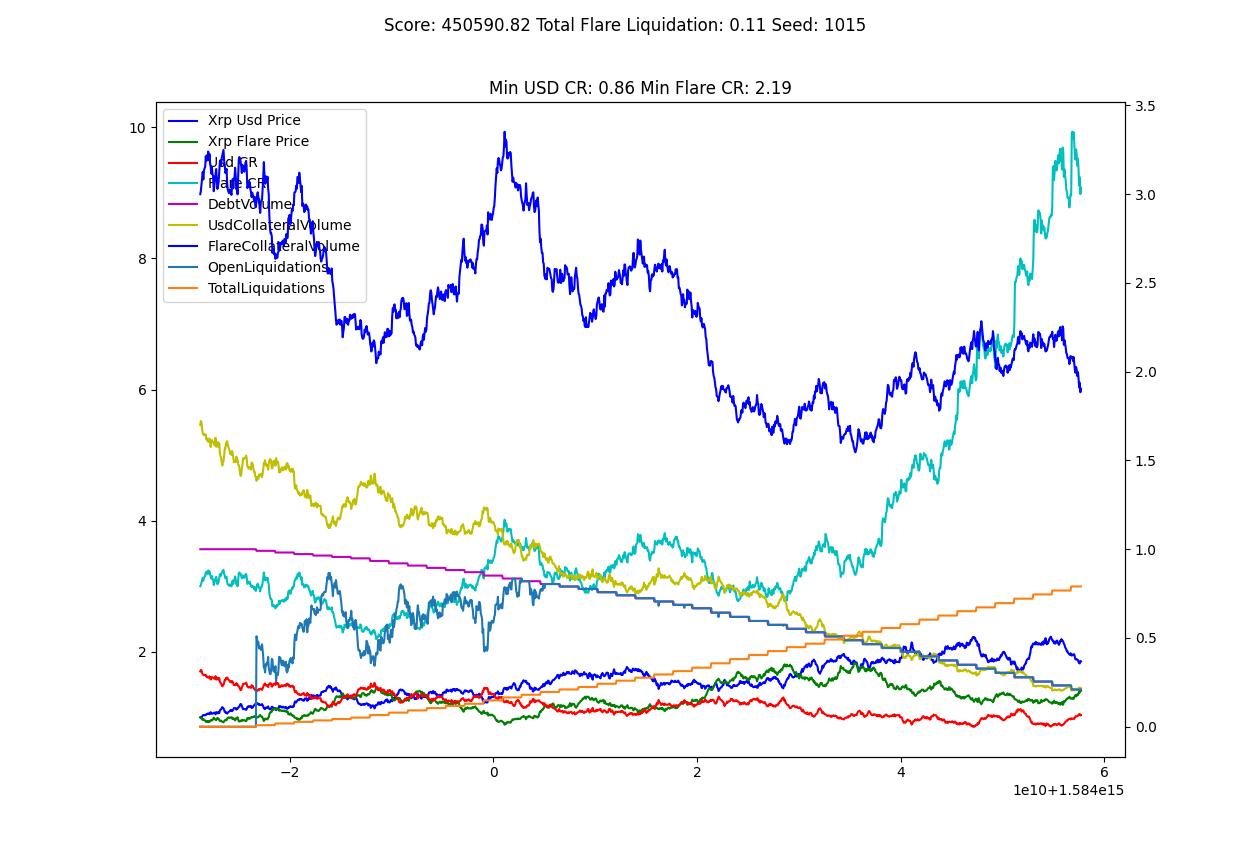 Score: 450590.82 Total Flare Liquidation: 0.11 Seed: 1015
Min USD CR: 0.86 Min Flare CR: 2.19
Xrp Usd Price
Xrp Flare Price
Usd CR
Flare CR
DebtVolume
UsdCollateralVolume
FlareCollateralVolume
OpenLiquidations
TotalLiquidations
10
8
6
4
2
3.5
3.0
2.5
2.0
1.5
1.0
0.5
0.0
−2
0
2
4
6
1e10+1.584e15